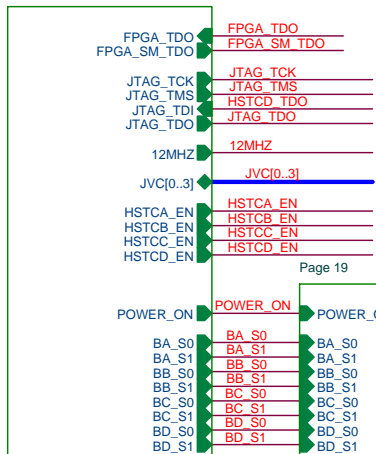 FPGA_TDO FPGA_TDO
FPGA_SM_TDO FPGA_SM_TDO
JTAG_TCK JTAG_TCK
JTAG_TMS JTAG_TMS
JTAG_TDI HSTCD_TDO
JTAG_TDO JTAG_TDO
12MHZ 12MHZ
JVC[0..3] JVC[0..3]
HSTCA_EN HSTCA_EN
HSTCB_EN HSTCB_EN
HSTCC_EN HSTCC_EN
HSTCD_EN HSTCD_EN
Page 19
POWER_ON POWER_ON POWER_O
BA_S0 BA_S0 BA_S0
BA_S1 BA_S1 BA_S1
BB_S0 BB_S0 BB_S0
BB_S1 BB_S1 BB_S1
BC_S0 BC_S0 BC_S0
BC_S1 BC_S1 BC_S1
BD_S0 BD_S0 BD_S0
BD_S1 BD_S1 BD_S1